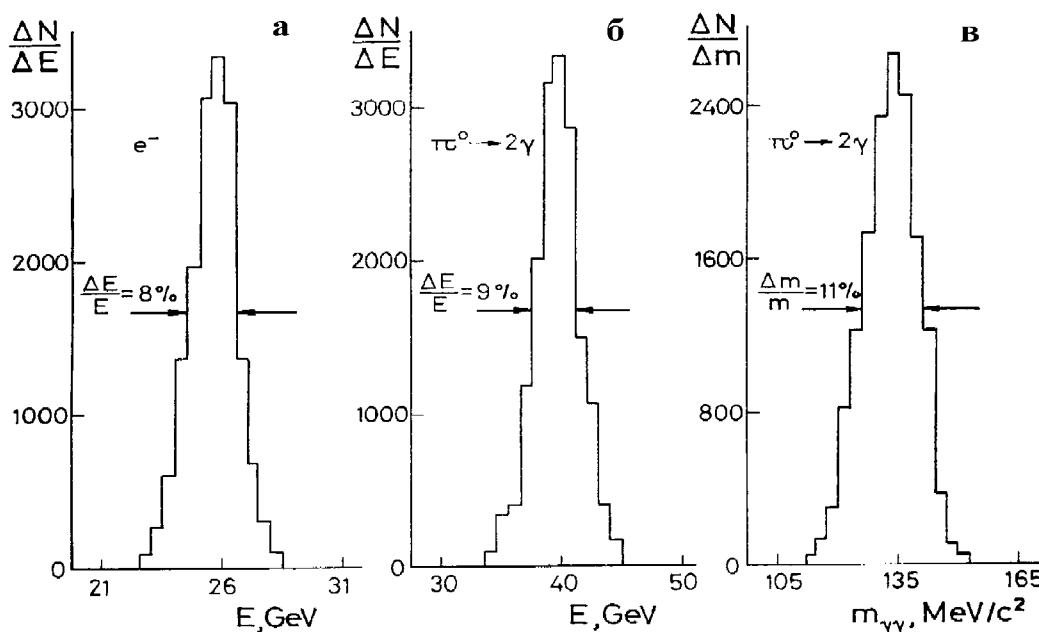 а
ΔN
ΔE
3000
2000
1000
0
e⁻
ΔE
E
= 8%
21 26 31
E, GeV
б
ΔN
ΔE
3000
2000
1000
0
π° → 2γ
ΔE
E
= 9%
30 40 50
E, GeV
в
ΔN
Δm
2400
1600
800
0
π° → 2γ
Δm
m
= 11%
105 135 165
m_γγ, MeV/c²